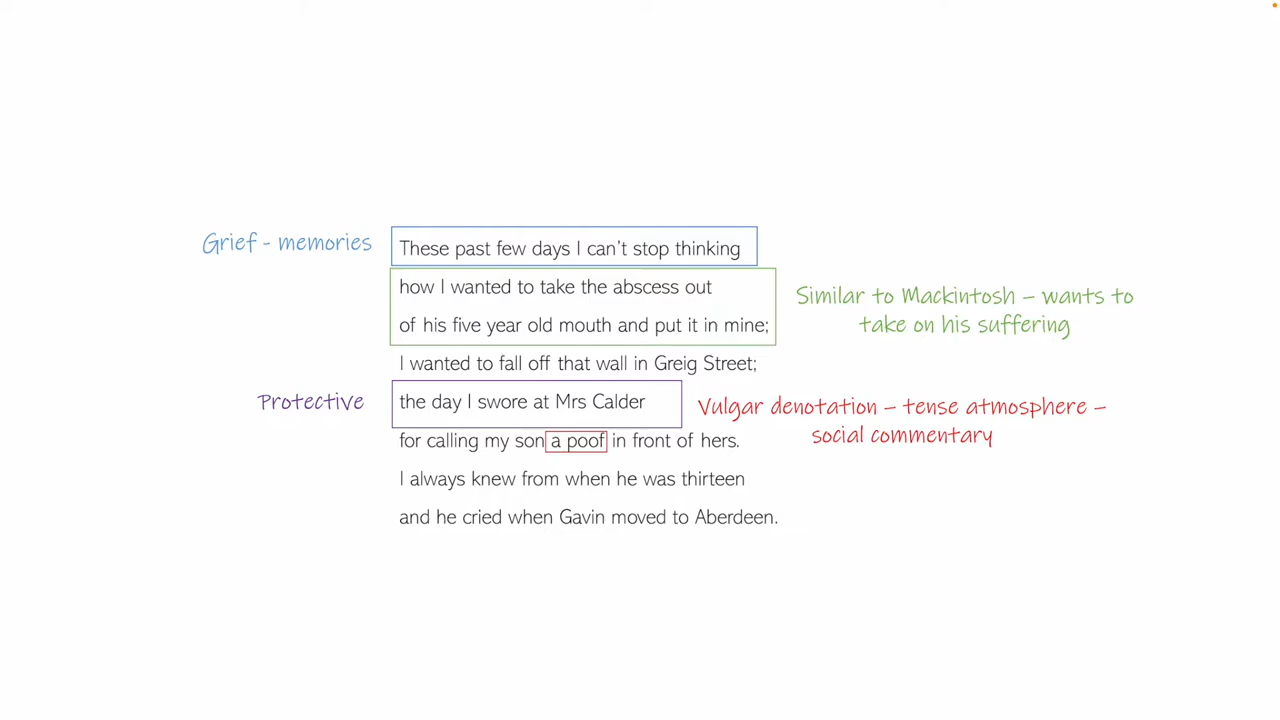 Grief - memories
These past few days I can't stop thinking
how I wanted to take the abscess out
of his five year old mouth and put it in mine;
Similar to Mackintosh – wants to
take on his suffering
I wanted to fall off that wall in Greig Street;
Protective
the day I swore at Mrs Calder
Vulgar denotation – tense atmosphere –
social commentary
for calling my son a poof in front of hers.
I always knew from when he was thirteen
and he cried when Gavin moved to Aberdeen.